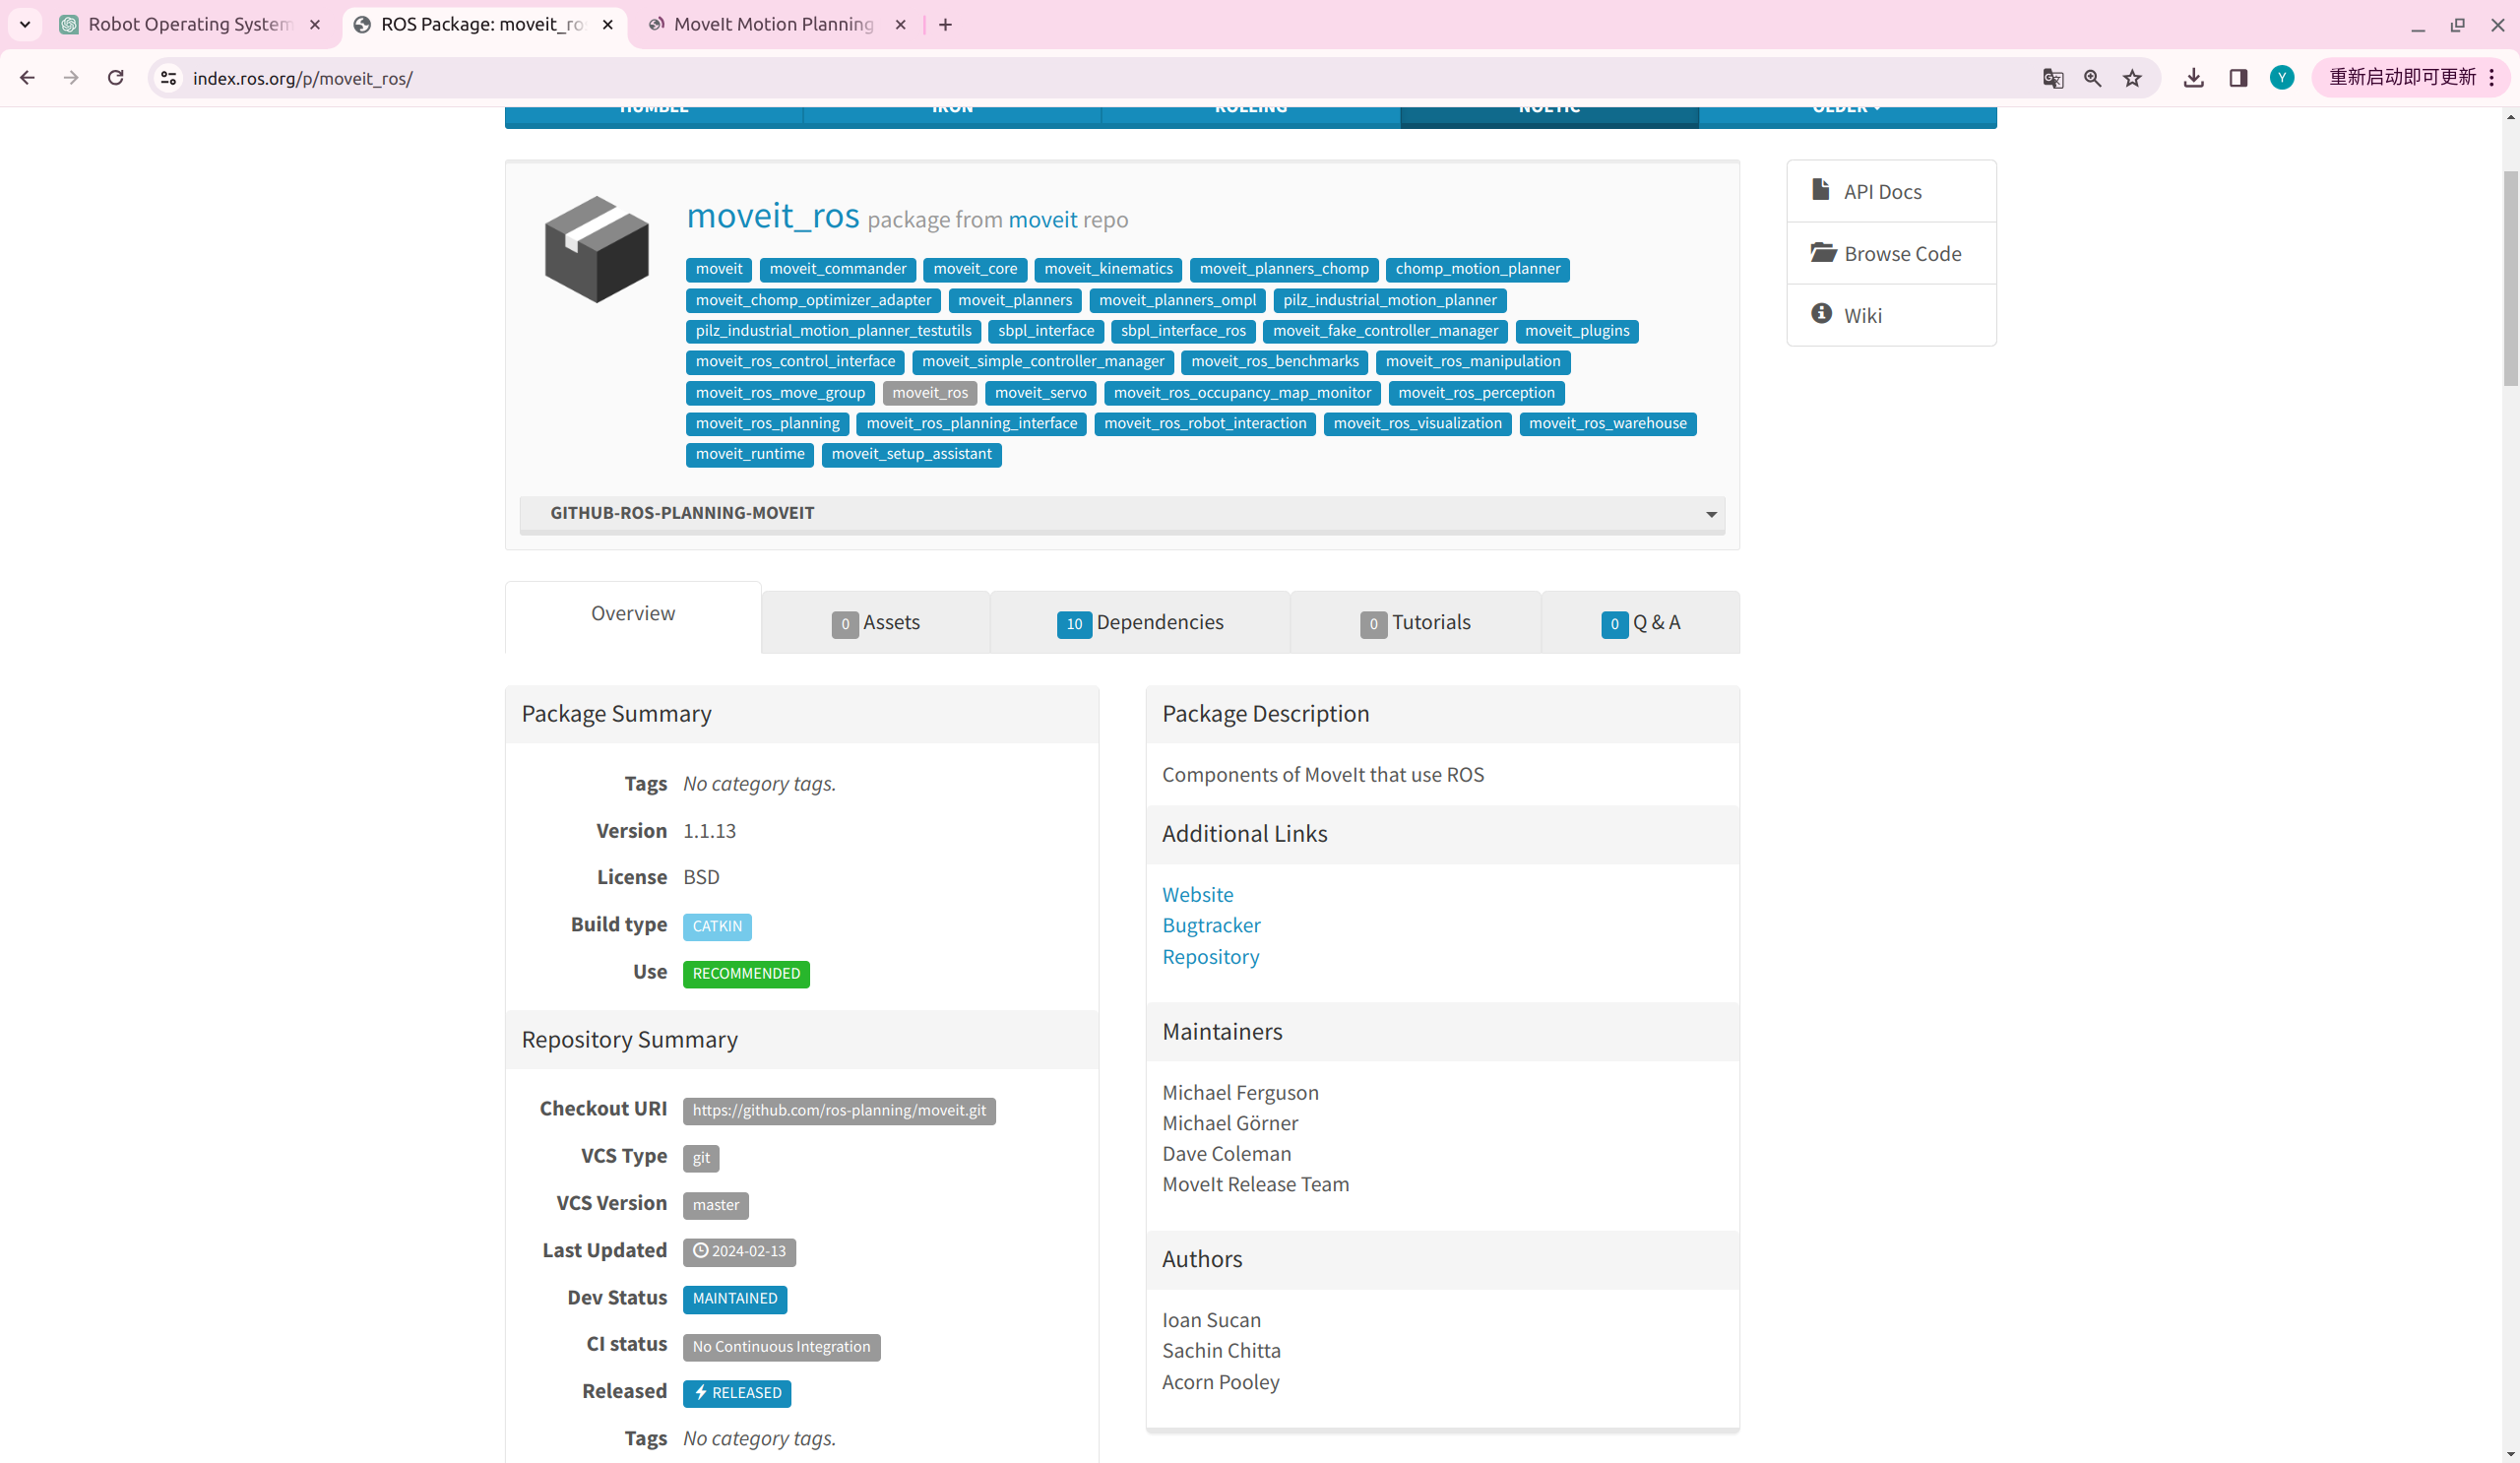 Robot Operating System
ROS Package: moveit_ro
MoveIt Motion Planning
index.ros.org/p/moveit_ros/
Y
重新启动即可更新
HUMBLE
IRON
ROLLING
NOETIC
OLDER
moveit_ros package from moveit repo
moveit moveit_commander moveit_core moveit_kinematics moveit_planners_chomp chomp_motion_planner
moveit_chomp_optimizer_adapter moveit_planners moveit_planners_ompl pilz_industrial_motion_planner
pilz_industrial_motion_planner_testutils sbpl_interface sbpl_interface_ros moveit_fake_controller_manager moveit_plugins
moveit_ros_control_interface moveit_simple_controller_manager moveit_ros_benchmarks moveit_ros_manipulation
moveit_ros_move_group moveit_ros moveit_servo moveit_ros_occupancy_map_monitor moveit_ros_perception
moveit_ros_planning moveit_ros_planning_interface moveit_ros_robot_interaction moveit_ros_visualization moveit_ros_warehouse
moveit_runtime moveit_setup_assistant
GITHUB-ROS-PLANNING-MOVEIT
API Docs
Browse Code
Wiki
Overview
0 Assets
10 Dependencies
0 Tutorials
0 Q & A
Package Summary
Tags No category tags.
Version 1.1.13
License BSD
Build type CATKIN
Use RECOMMENDED
Repository Summary
Checkout URI https://github.com/ros-planning/moveit.git
VCS Type git
VCS Version master
Last Updated 2024-02-13
Dev Status MAINTAINED
CI status No Continuous Integration
Released RELEASED
Tags No category tags.
Package Description
Components of MoveIt that use ROS
Additional Links
Website
Bugtracker
Repository
Maintainers
Michael Ferguson
Michael Görner
Dave Coleman
MoveIt Release Team
Authors
Ioan Sucan
Sachin Chitta
Acorn Pooley